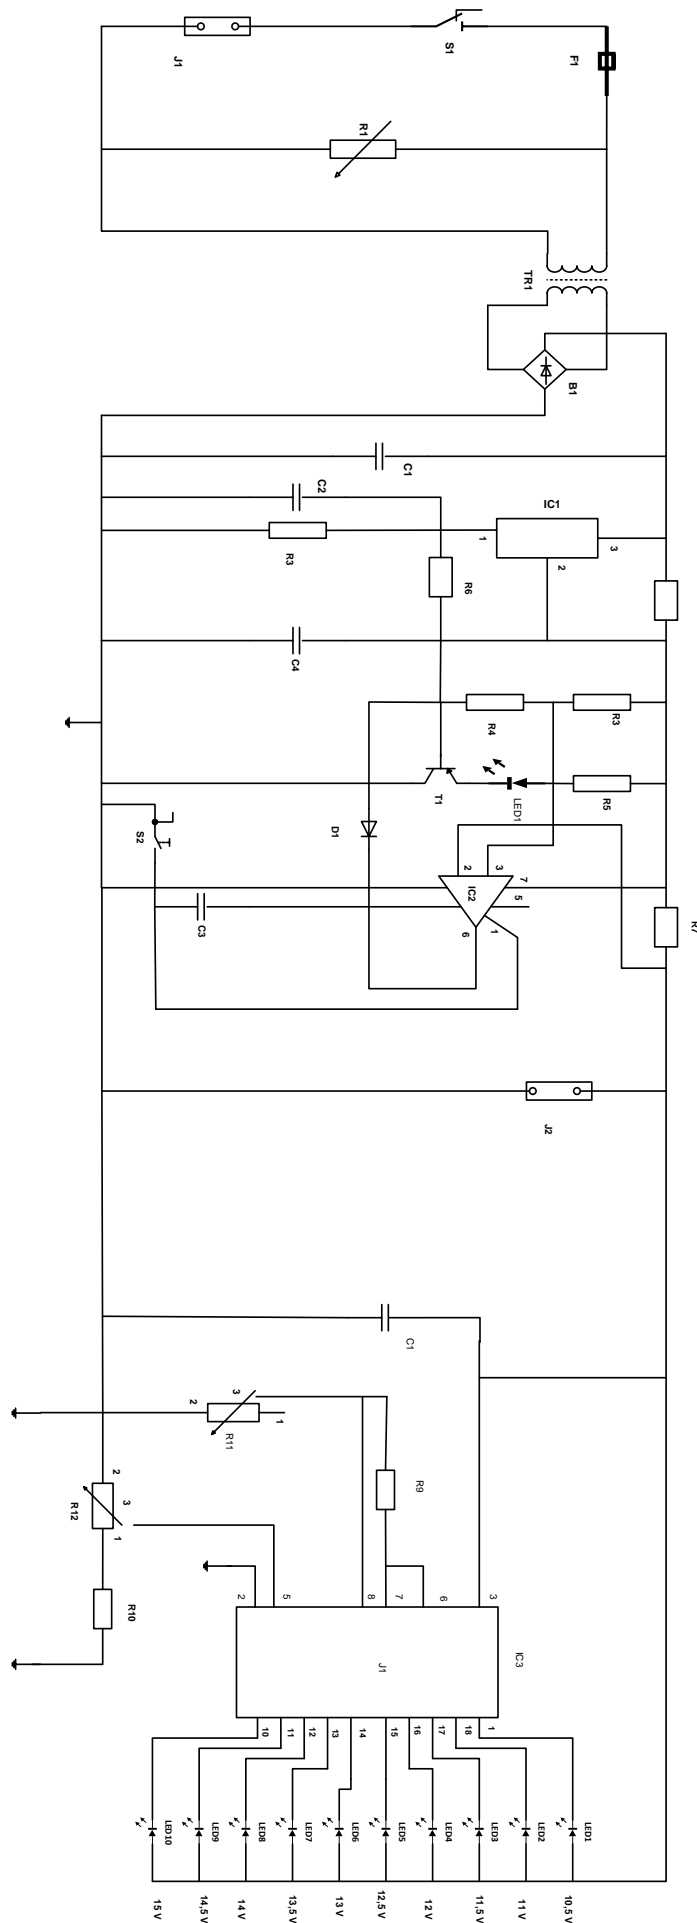 J1
S1
F1
R1
TR1
B1
C1
C2
IC1
R3
1
3
2
R6
C4
R4
R3
T1
LED1
R5
S2
D1
2
3
7
IC2
5
6
1
C3
R7
J2
C1
3
2
1
R11
R9
2
3
1
R12
R10
2
5
8
7
6
3
J1
IC3
10
11
12
13
14
15
16
17
18
1
LED10
LED9
LED8
LED7
LED6
LED5
LED4
LED3
LED2
LED1
15 V
14,5 V
14 V
13,5 V
13 V
12,5 V
12 V
11,5 V
11 V
10,5 V